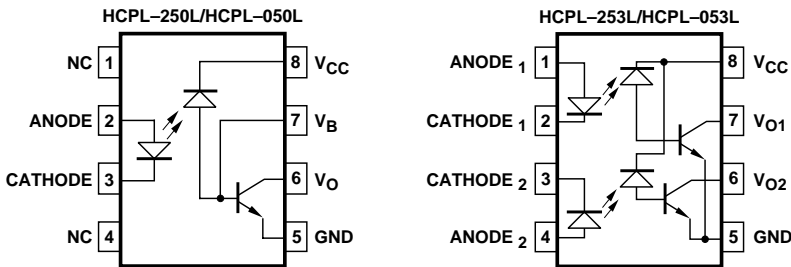 HCPL–250L/HCPL–050L
NC 1
ANODE 2
CATHODE 3
NC 4
8 VCC
7 VB
6 VO
5 GND
HCPL–253L/HCPL–053L
ANODE 1 1
CATHODE 1 2
CATHODE 2 3
ANODE 2 4
8 VCC
7 VO1
6 VO2
5 GND